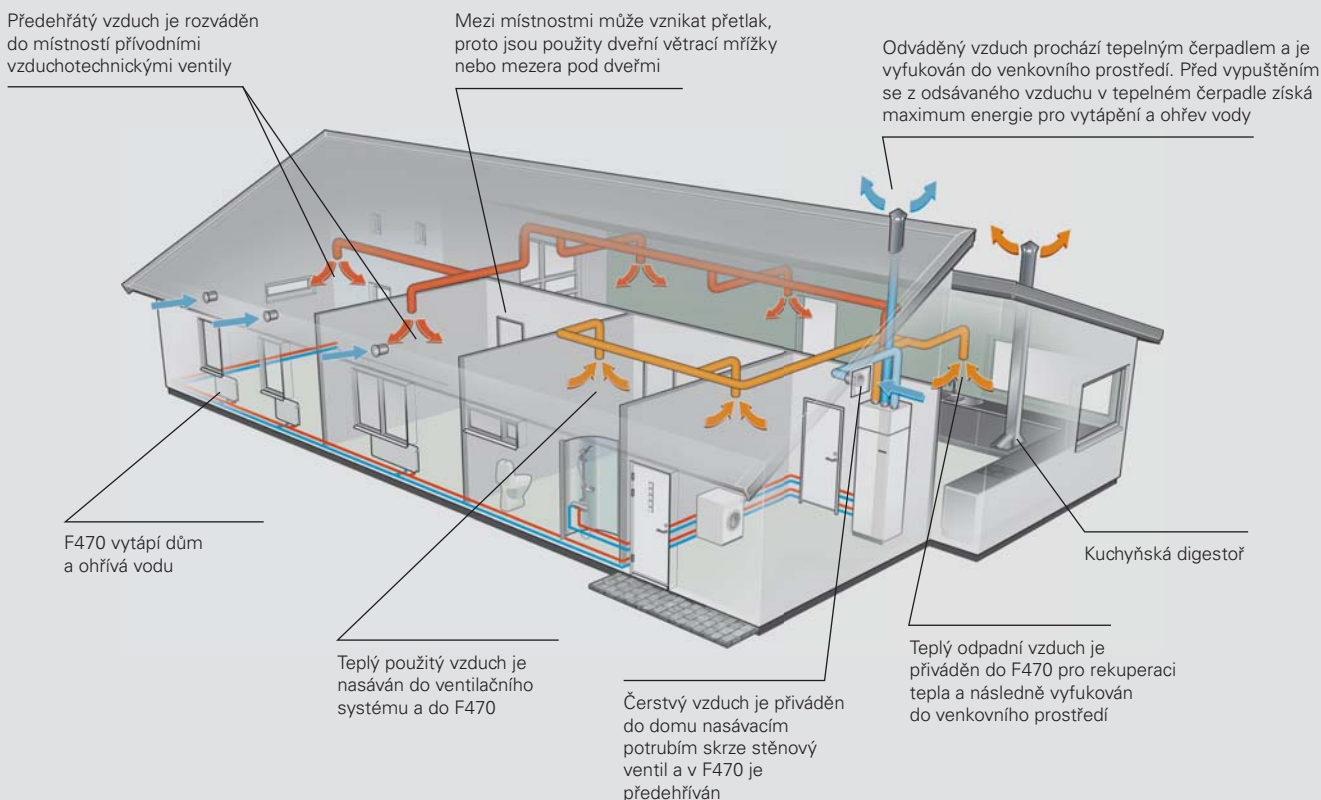 Předehřátý vzduch je rozváděn
do místností přívodními
vzduchotechnickými ventily
Mezi místnostmi může vznikat přetlak,
proto jsou použity dveřní větrací mřížky
nebo mezera pod dveřmi
Odváděný vzduch prochází tepelným čerpadlem a je
vyfukován do venkovního prostředí. Před vypuštěním
se z odsávaného vzduchu v tepelném čerpadle získá
maximum energie pro vytápění a ohřev vody
F470 vytápí dům
a ohřívá vodu
Kuchyňská digestoř
Teplý použitý vzduch je
nasáván do ventilačního
systému a do F470
Čerstvý vzduch je přiváděn
do domu nasávacím
potrubím skrze stěnový
ventil a v F470 je
předehříván
Teplý odpadní vzduch je
přiváděn do F470 pro rekuperaci
tepla a následně vyfukován
do venkovního prostředí